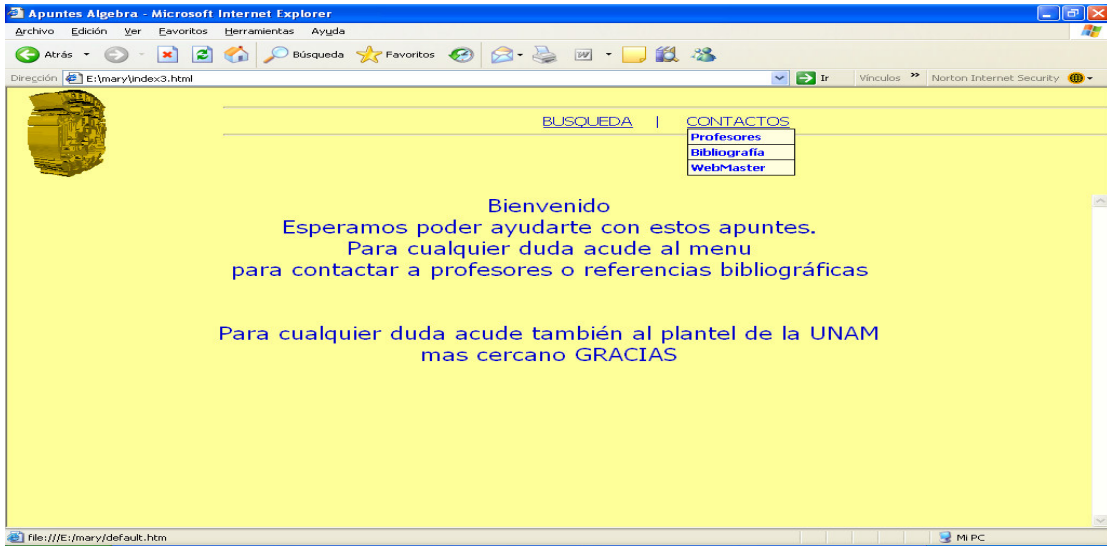 Apuntes Algebra - Microsoft Internet Explorer
Archivo Edición Ver Favoritos Herramientas Ayuda
Atrás Búsqueda Favoritos
Dirección E:\mary\index3.html Ir Vínculos » Norton Internet Security
BUSQUEDA | CONTACTOS
Profesores
Bibliografía
WebMaster
Bienvenido
Esperamos poder ayudarte con estos apuntes.
Para cualquier duda acude al menu
para contactar a profesores o referencias bibliográficas
Para cualquier duda acude también al plantel de la UNAM
mas cercano GRACIAS
file:///E:/mary/default.htm Mi PC